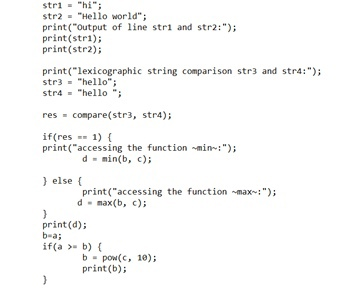 str1 = "hi";
str2 = "Hello world";
print("Output of line str1 and str2:");
print(str1);
print(str2);

print("lexicographic string comparison str3 and str4:");
str3 = "hello";
str4 = "hello ";

res = compare(str3, str4);

if(res == 1) {
print("accessing the function ~min~:");
        d = min(b, c);

} else {
        print("accessing the function ~max~:");
        d = max(b, c);
}
print(d);
b=a;
if(a >= b) {
        b = pow(c, 10);
        print(b);
}